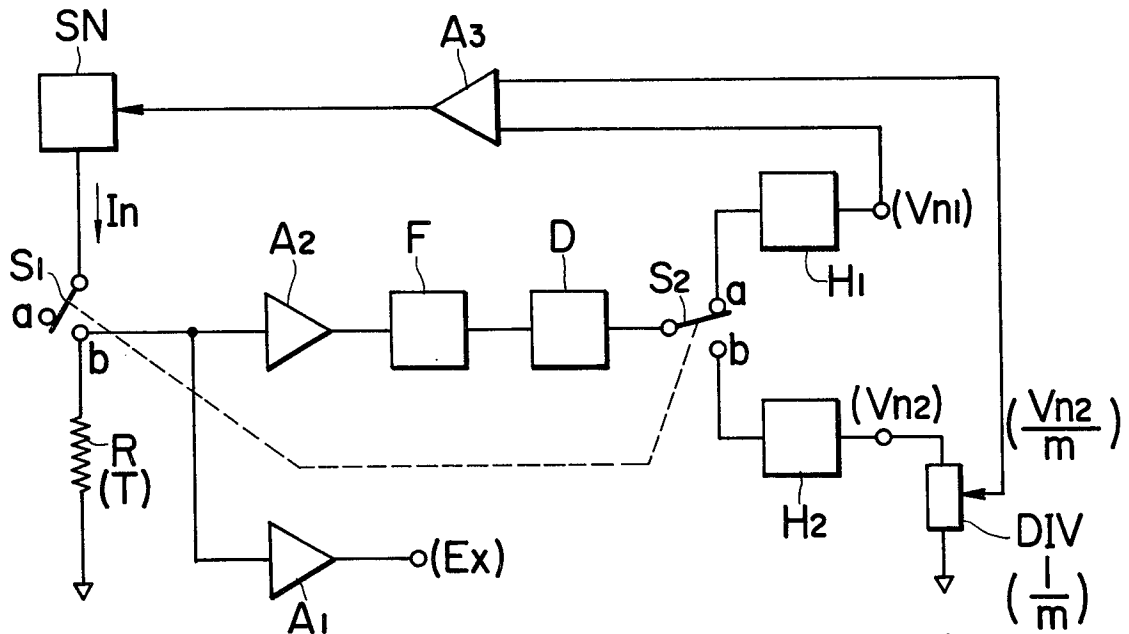 SN
A3
In
(Vn1)
S1
a
b
A2
F
D
S2
a
b
H1
R
(T)
(Vn2)
(Vn2/m)
H2
DIV
(1/m)
(Ex)
A1